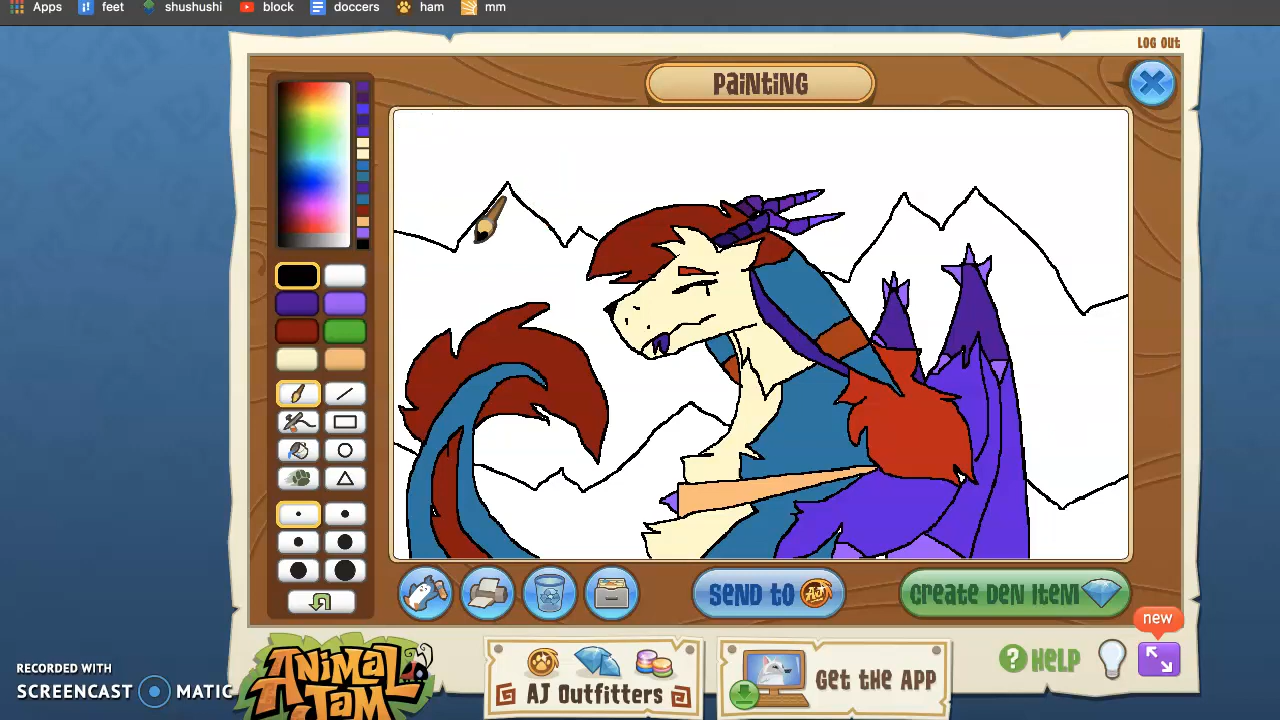 Apps feet shushushi block doccers ham mm
LOG OUT
PAINTING
SEND TO AJ
CREATE DEN ITEM
new
RECORDED WITH
SCREENCAST MATIC
ANIMAL JAM
AJ OUTFITTERS
GET THE APP
? HELP